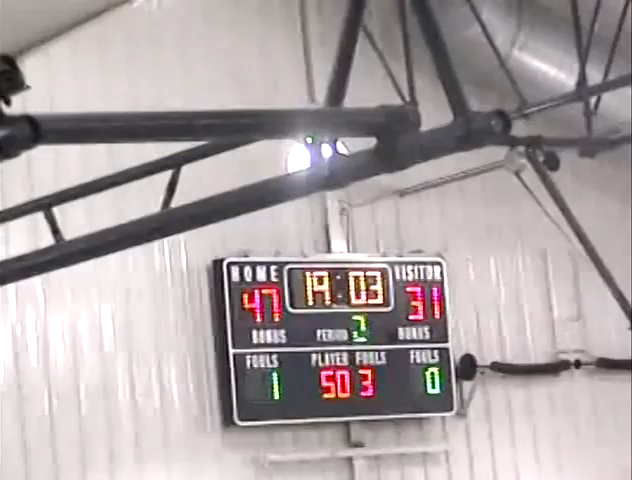 HOME 19:03 VISITOR
47 31
BONUS PERIOD 2 BONUS
FOULS PLAYER FOULS FOULS
1 50 3 0